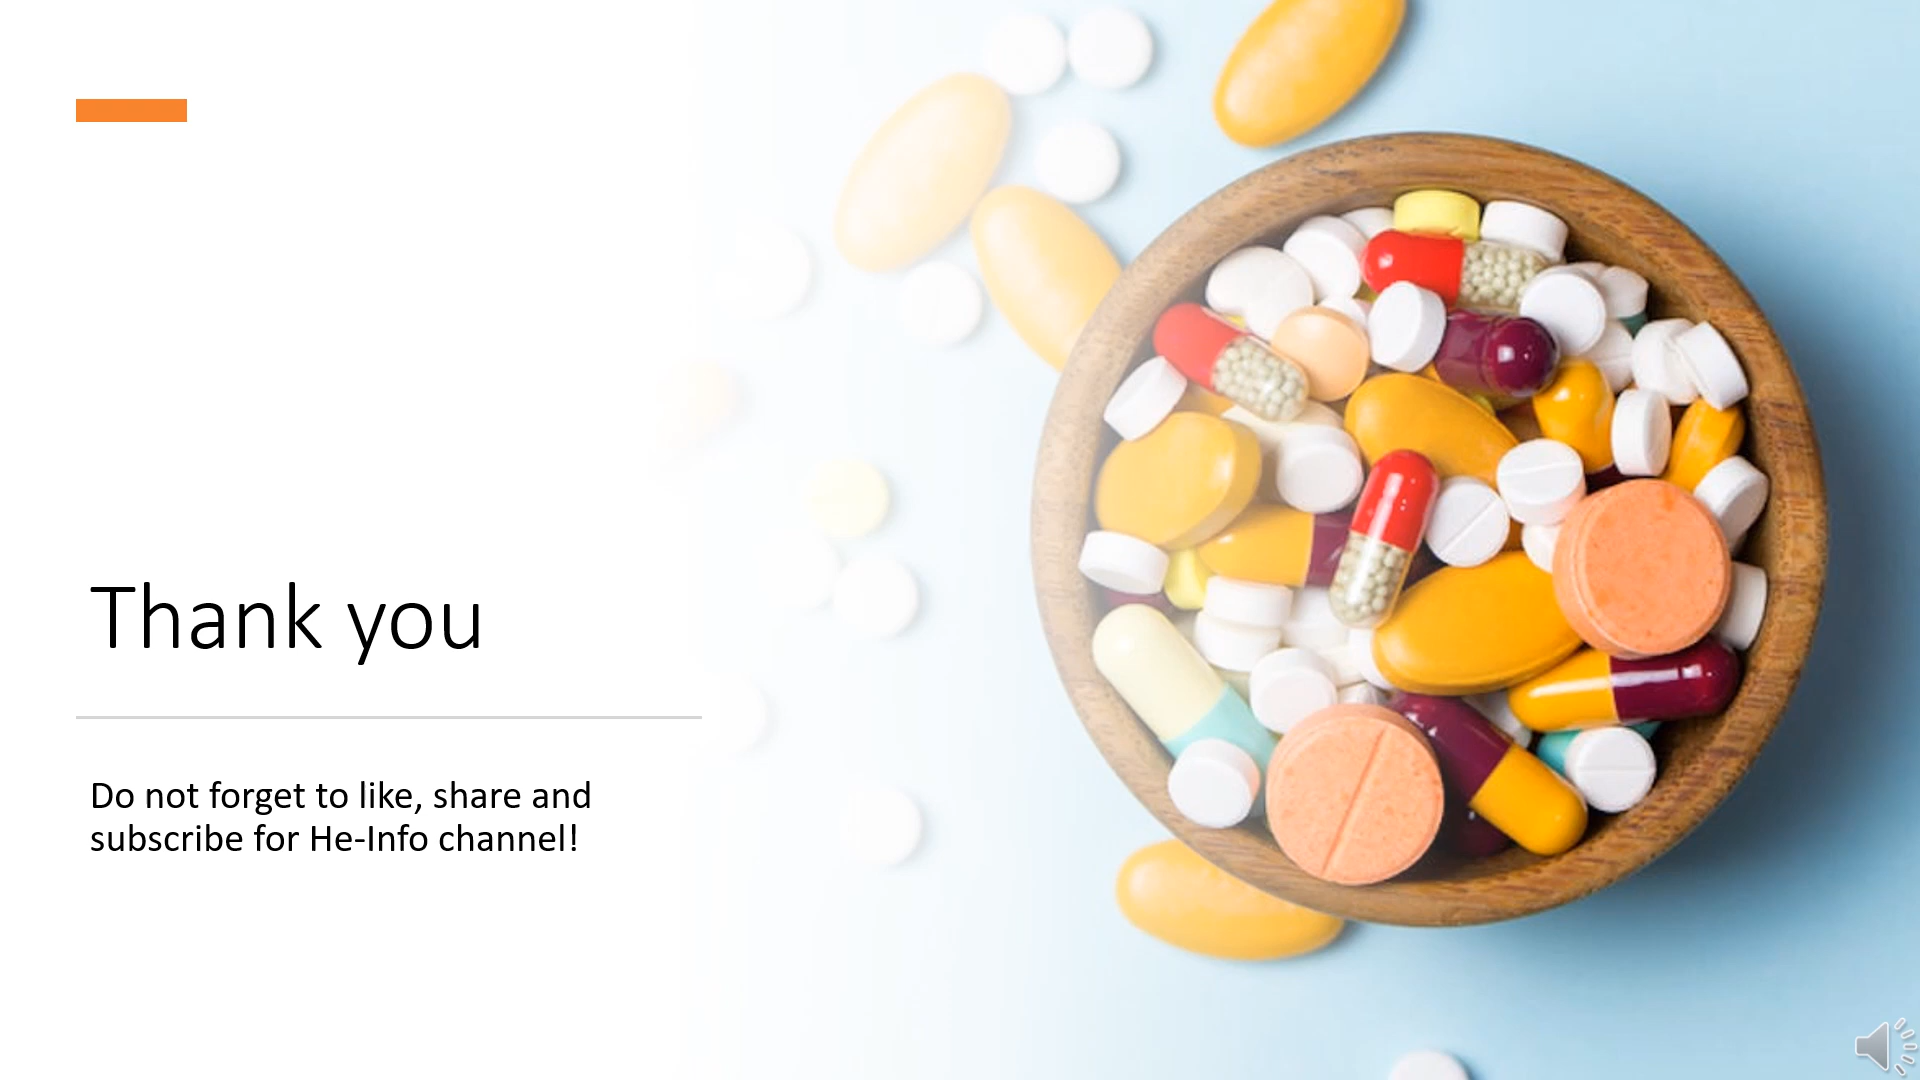 Thank you
Do not forget to like, share and
subscribe for He-Info channel!